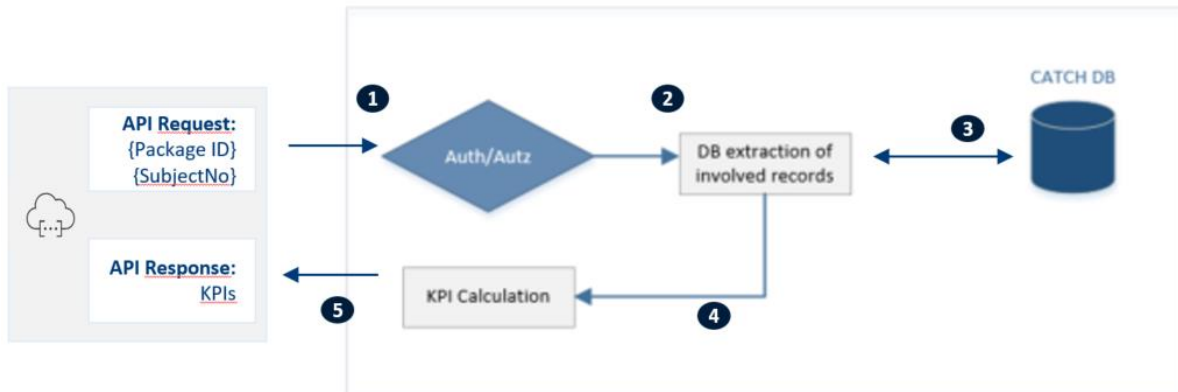 CATCH DB
1
2
3
API Request:
{Package ID}
{SubjectNo}
Auth/Autz
DB extraction of
involved records
[...]
API Response:
KPIs
KPI Calculation
5
4